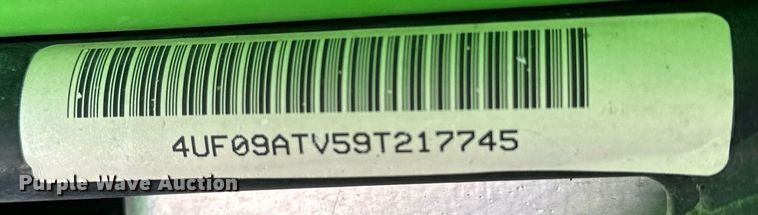 4UF09ATV59T217745
Purple Wave Auction